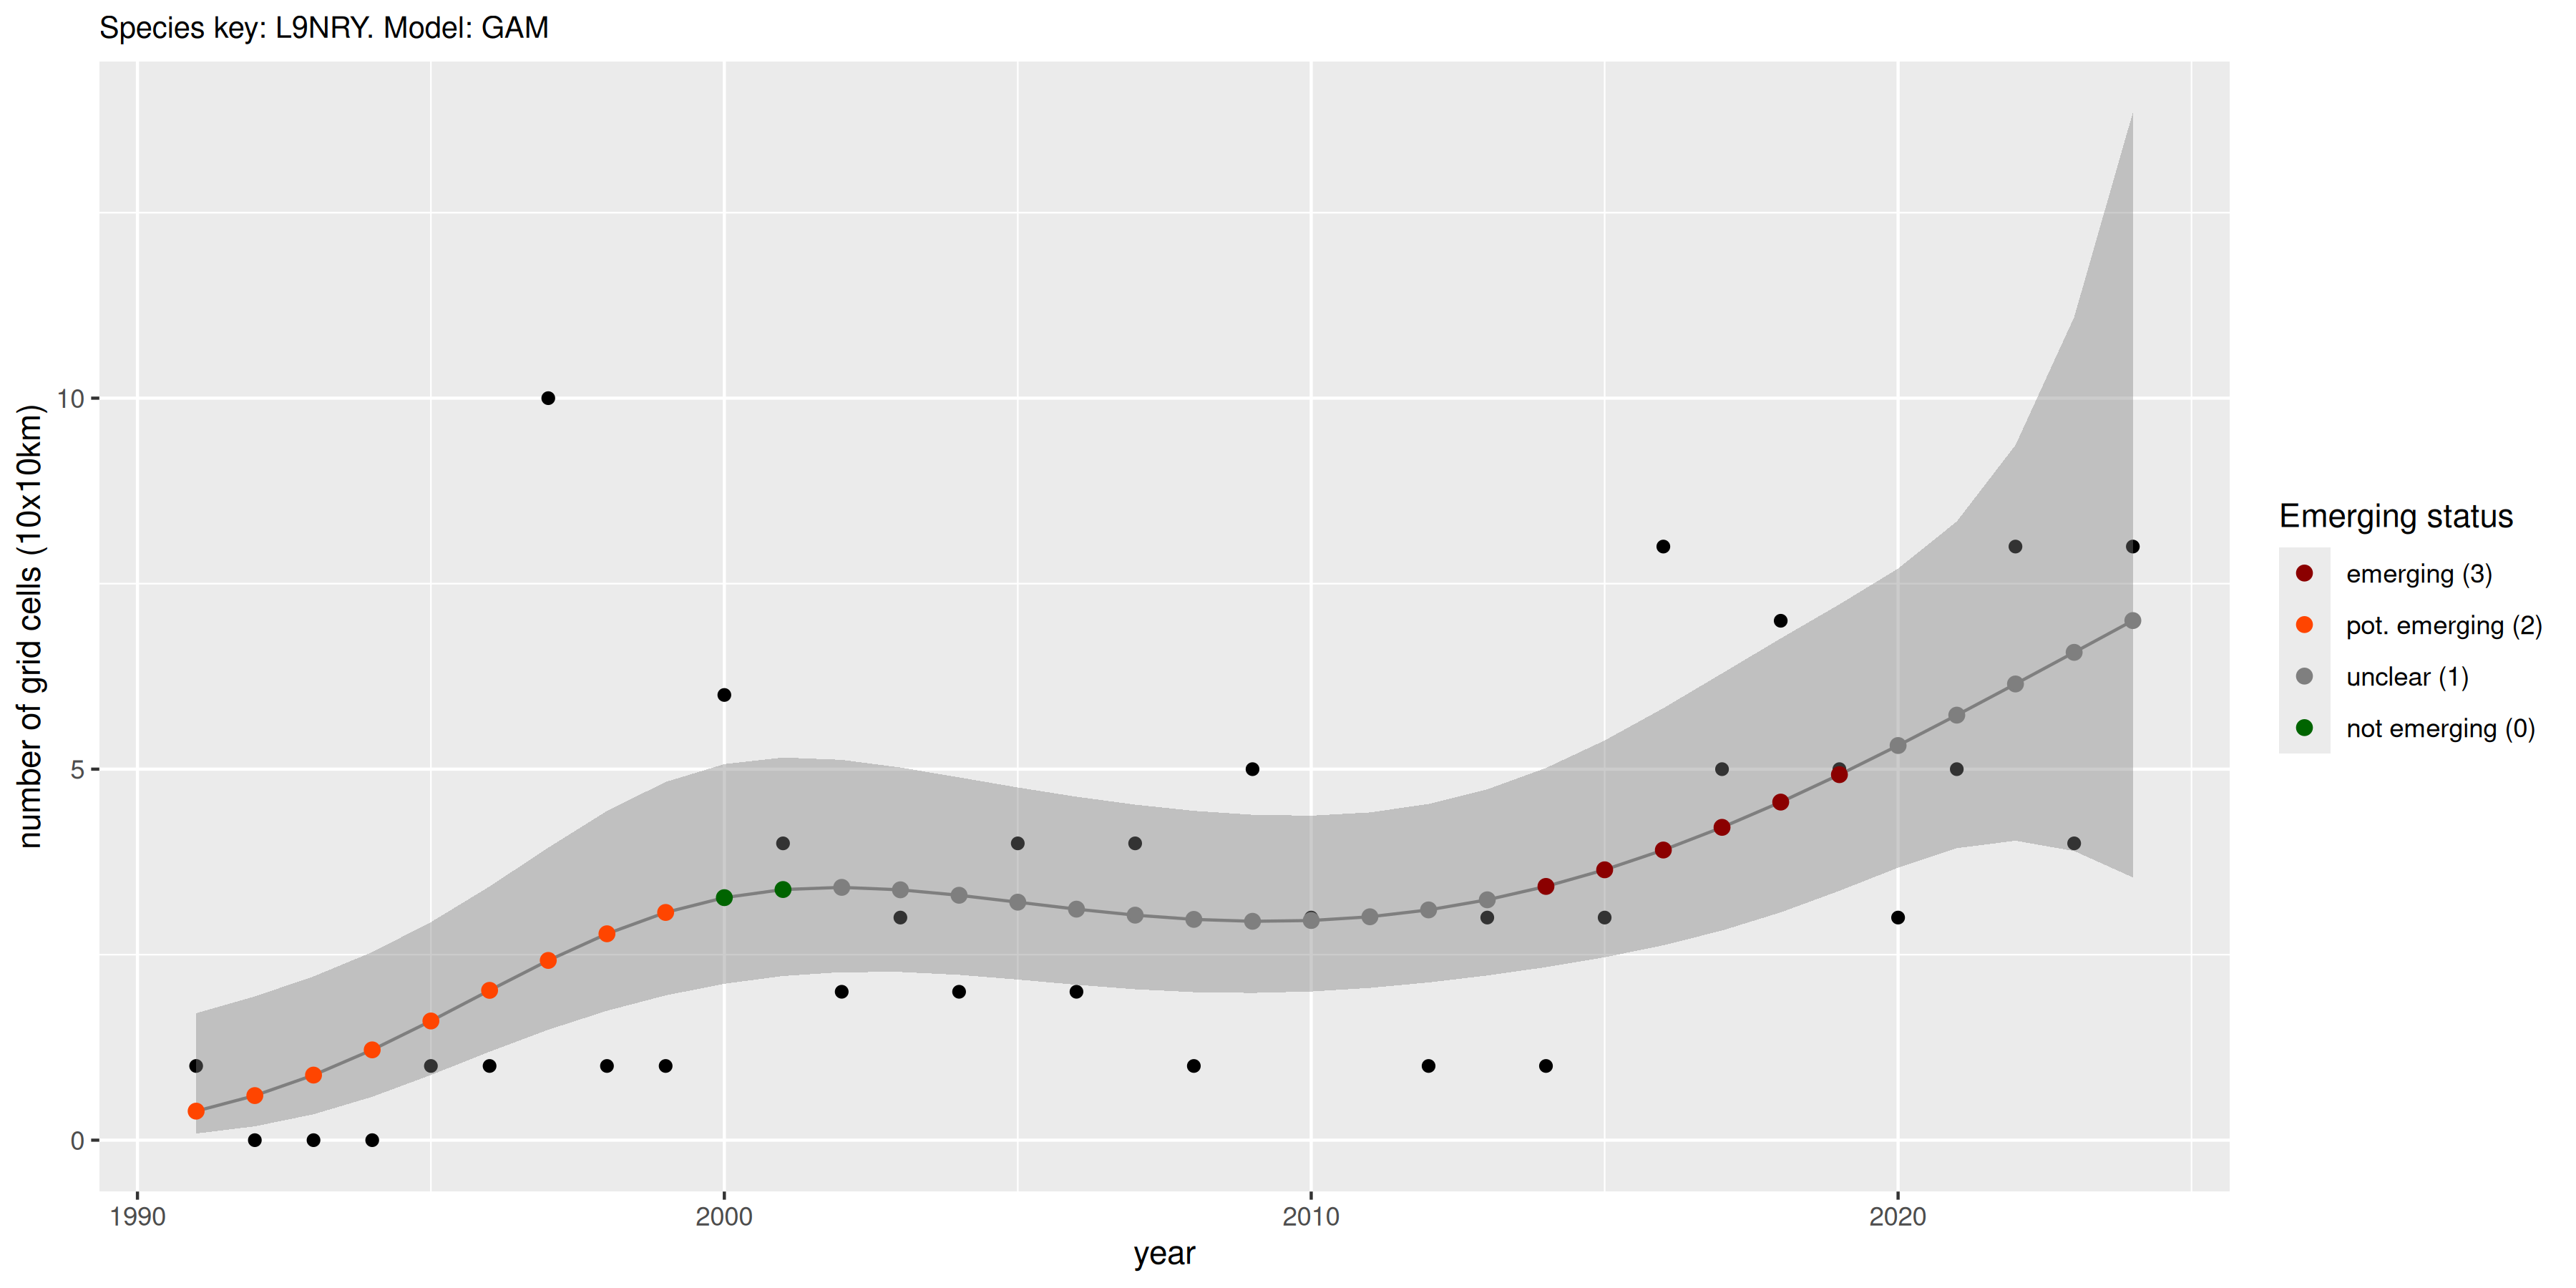 Species key: L9NRY. Model: GAM
number of grid cells (10x10km)
10
5
0
1990
2000
2010
2020
year
Emerging status
emerging (3)
pot. emerging (2)
unclear (1)
not emerging (0)